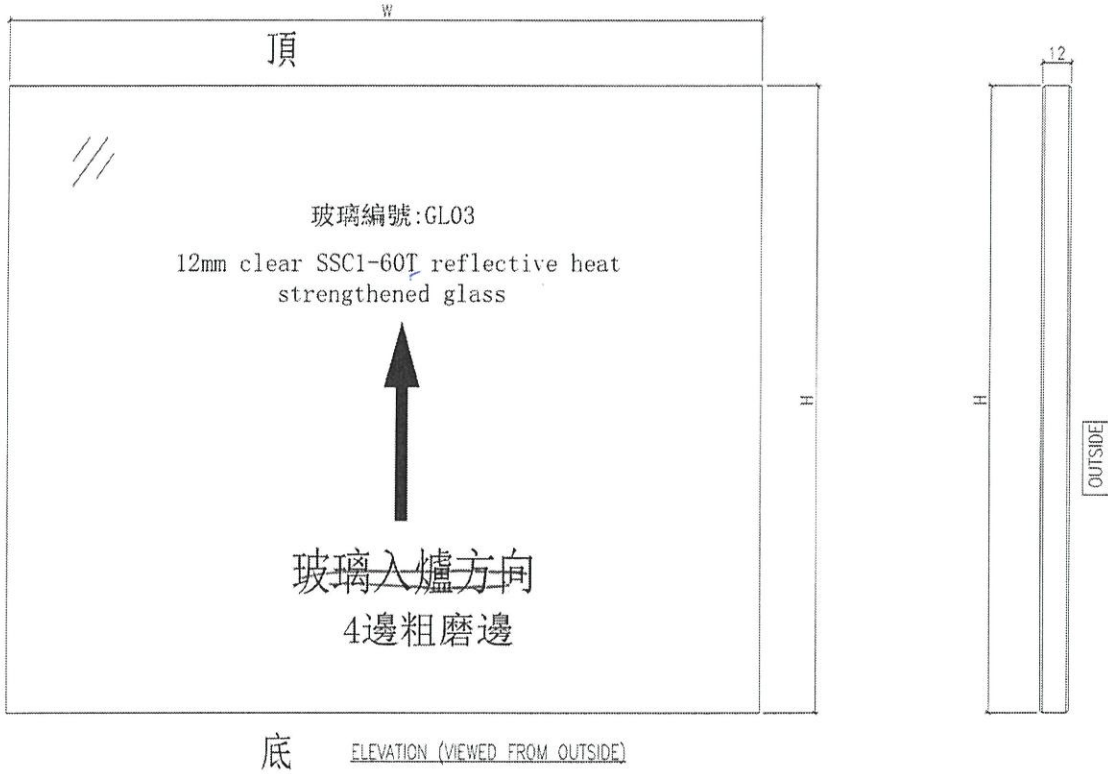 W
頂
12
玻璃編號:GL03
12mm clear SSC1-60T reflective heat
strengthened glass
H
H
OUTSIDE
玻璃入爐方向
4邊粗磨邊
底
ELEVATION (VIEWED FROM OUTSIDE)